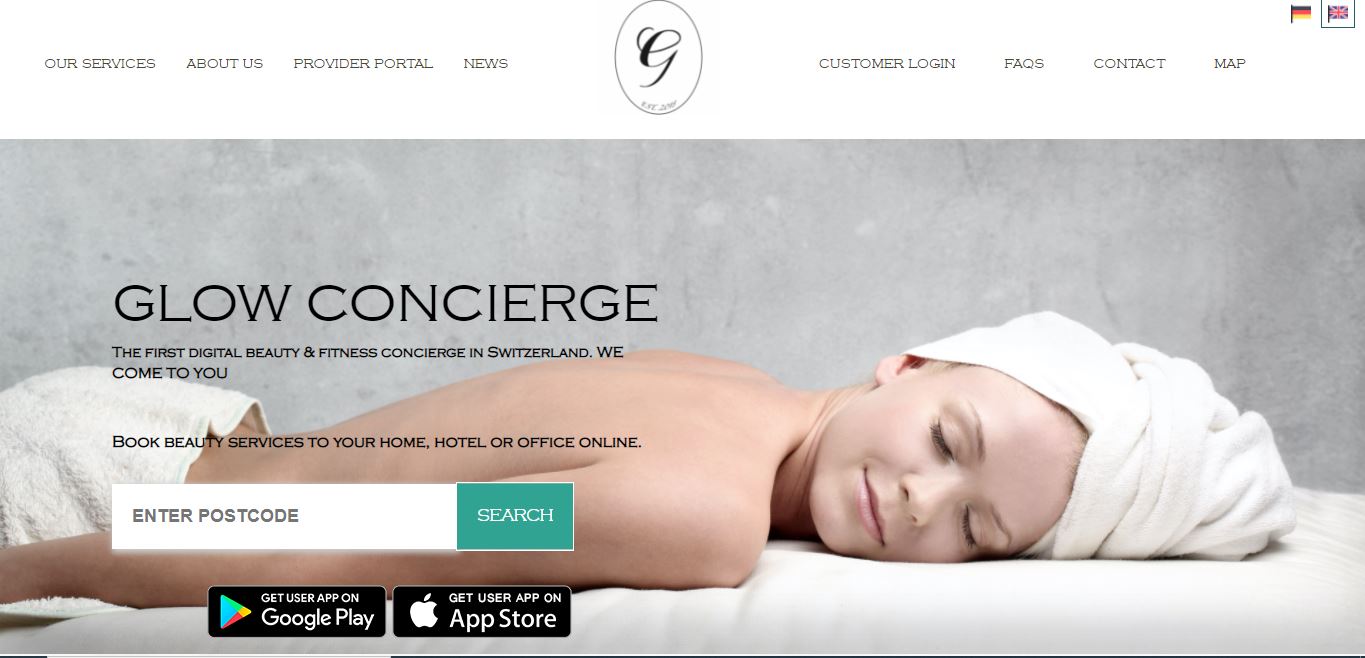 OUR SERVICES ABOUT US PROVIDER PORTAL NEWS
G
EST. 2015
CUSTOMER LOGIN FAQS CONTACT MAP
GLOW CONCIERGE
The first digital beauty & fitness concierge in Switzerland. WE
COME TO YOU
Book beauty services to your home, hotel or office online.
ENTER POSTCODE
SEARCH
GET USER APP ON
Google Play
GET USER APP ON
App Store